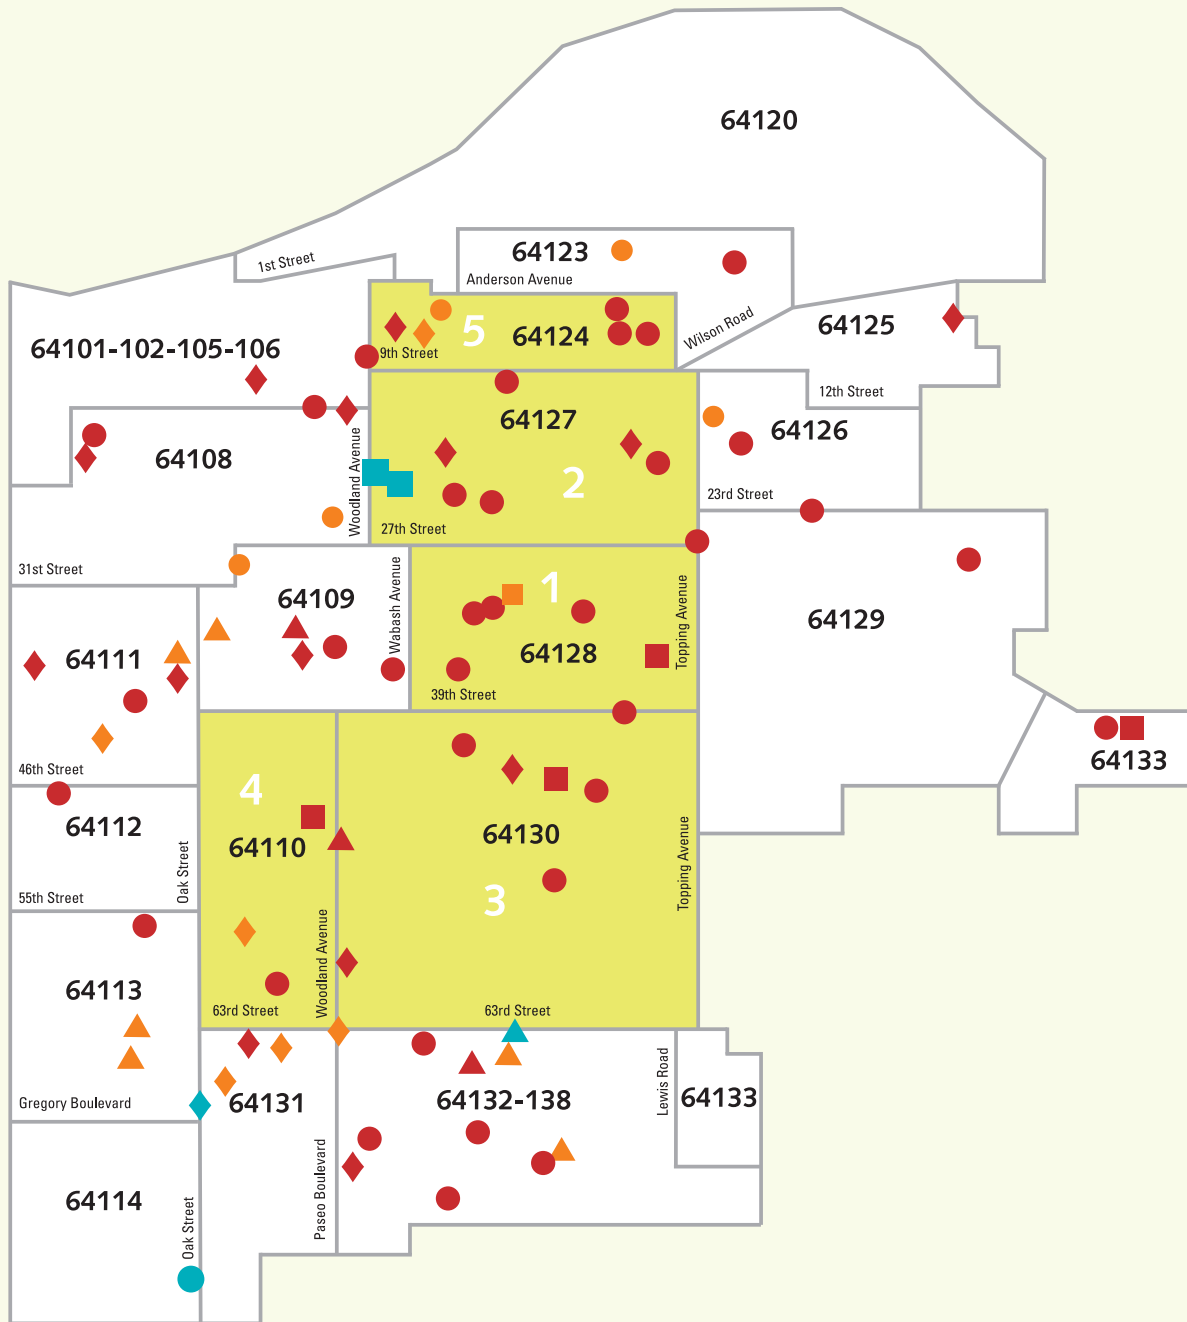 64120
64123
Anderson Avenue
1st Street
Wilson Road
64125
5
64124
9th Street
64101-102-105-106
12th Street
64127
64126
64108
Woodland Avenue
2
23rd Street
27th Street
31st Street
Wabash Avenue
1
64109
64129
64128
Topping Avenue
64111
39th Street
46th Street
64133
4
64112
64110
64130
Oak Street
Topping Avenue
55th Street
3
Woodland Avenue
64113
63rd Street
63rd Street
Gregory Boulevard
64131
64132-138
Lewis Road
64133
Paseo Boulevard
64114
Oak Street